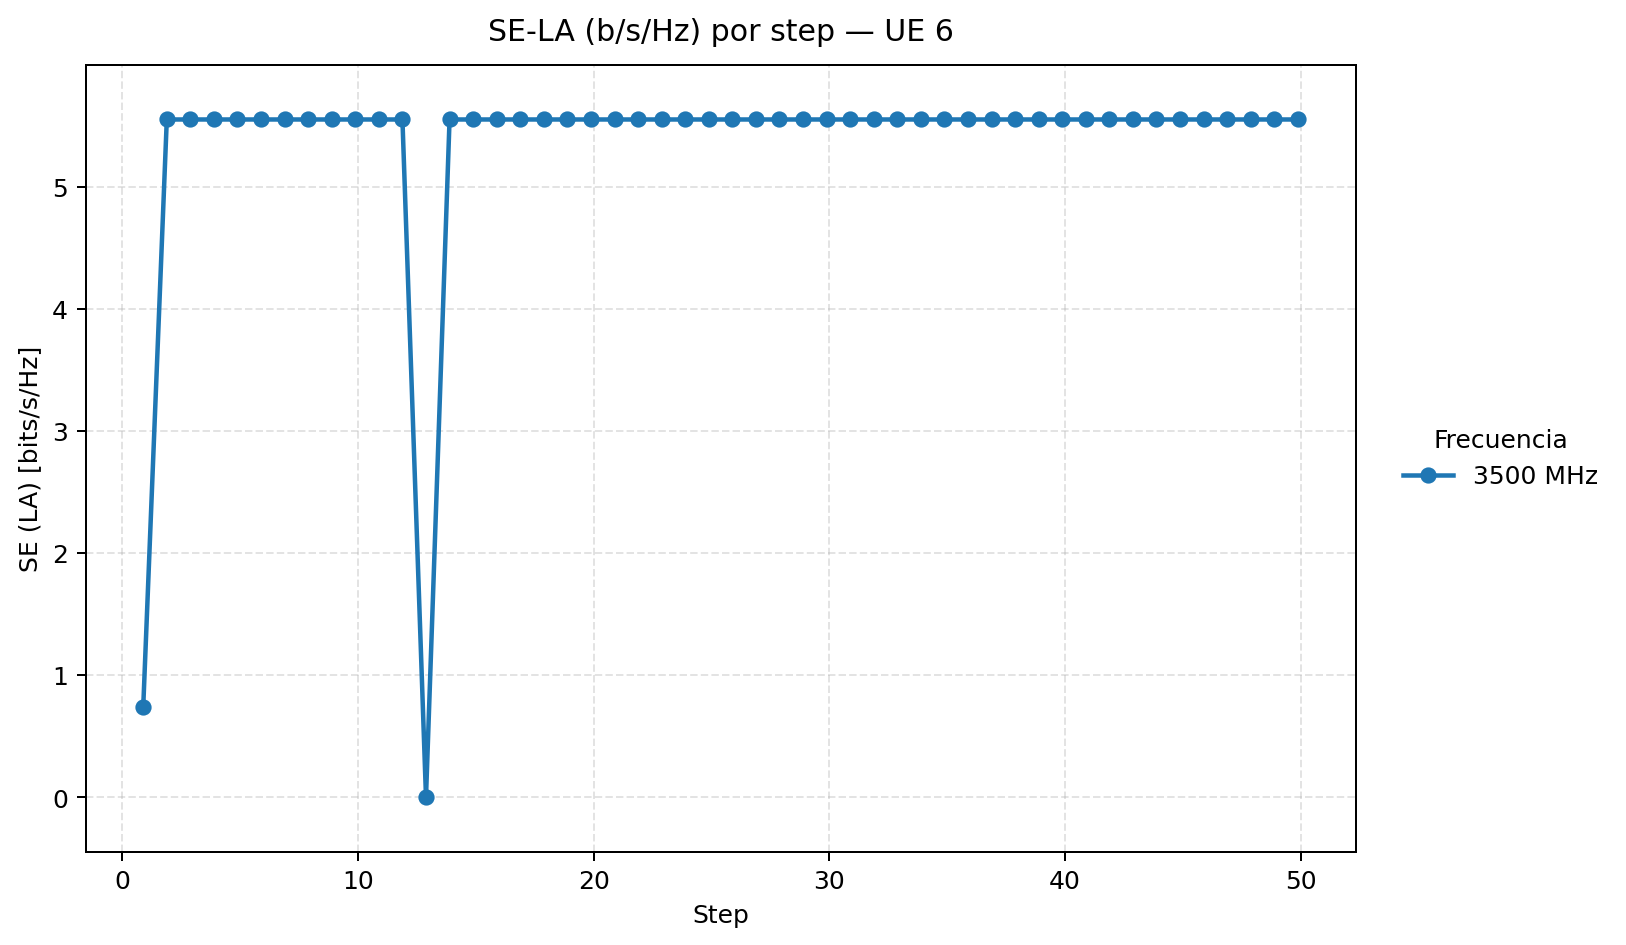 SE-LA (b/s/Hz) por step — UE 6
SE (LA) [bits/s/Hz]
5
4
3
2
1
0
0 10 20 30 40 50
Step
Frecuencia
3500 MHz